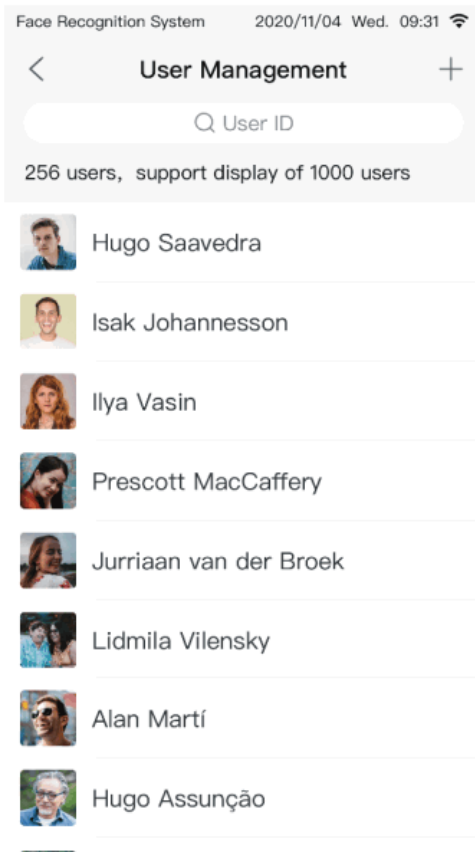 Face Recognition System 2020/11/04 Wed. 09:31
User Management
User ID
256 users, support display of 1000 users
Hugo Saavedra
Isak Johannesson
Ilya Vasin
Prescott MacCaffery
Jurriaan van der Broek
Lidmila Vilensky
Alan Martí
Hugo Assunção